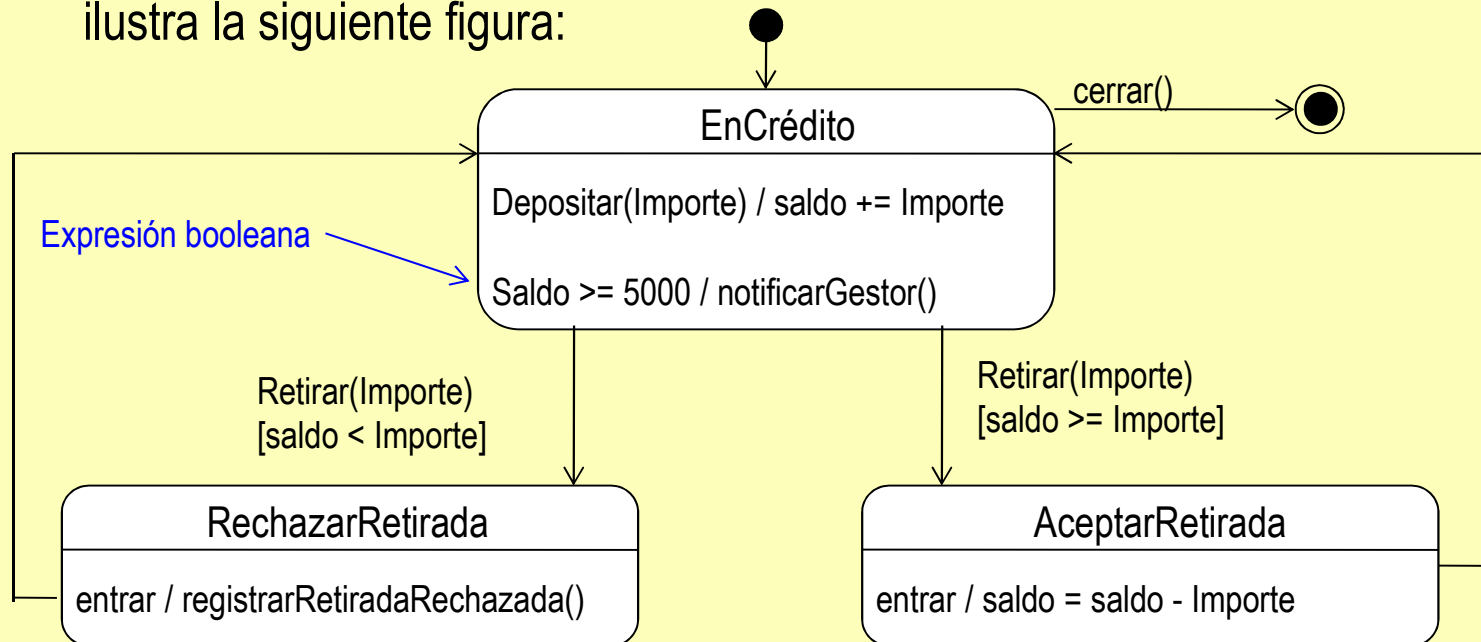 ilustra la siguiente figura:
cerrar()
EnCrédito
Depositar(Importe) / saldo += Importe
Expresión booleana
Saldo >= 5000 / notificarGestor()
Retirar(Importe)
[saldo < Importe]
Retirar(Importe)
[saldo >= Importe]
RechazarRetirada
entrar / registrarRetiradaRechazada()
AceptarRetirada
entrar / saldo = saldo - Importe